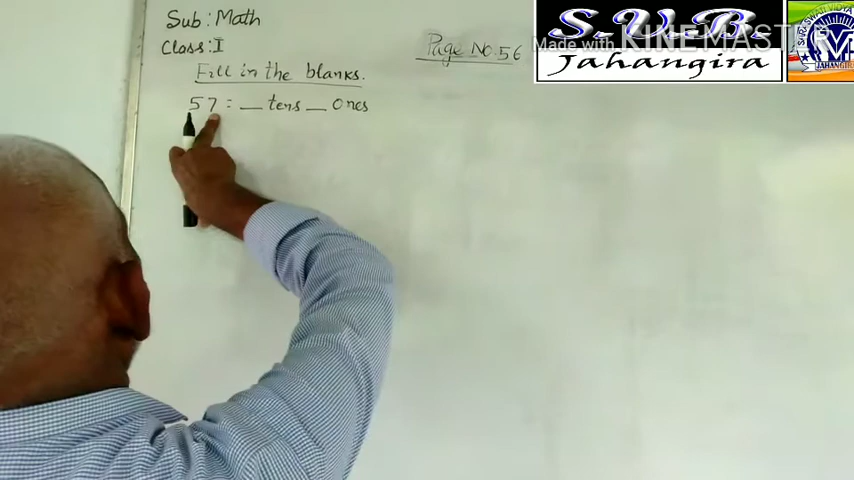 Sub: Math
Class: I
Page No. 56
Fill in the blanks.
57 = __ tens __ Ones
S.V.B.
Jahangira
Made with KINEMASTER